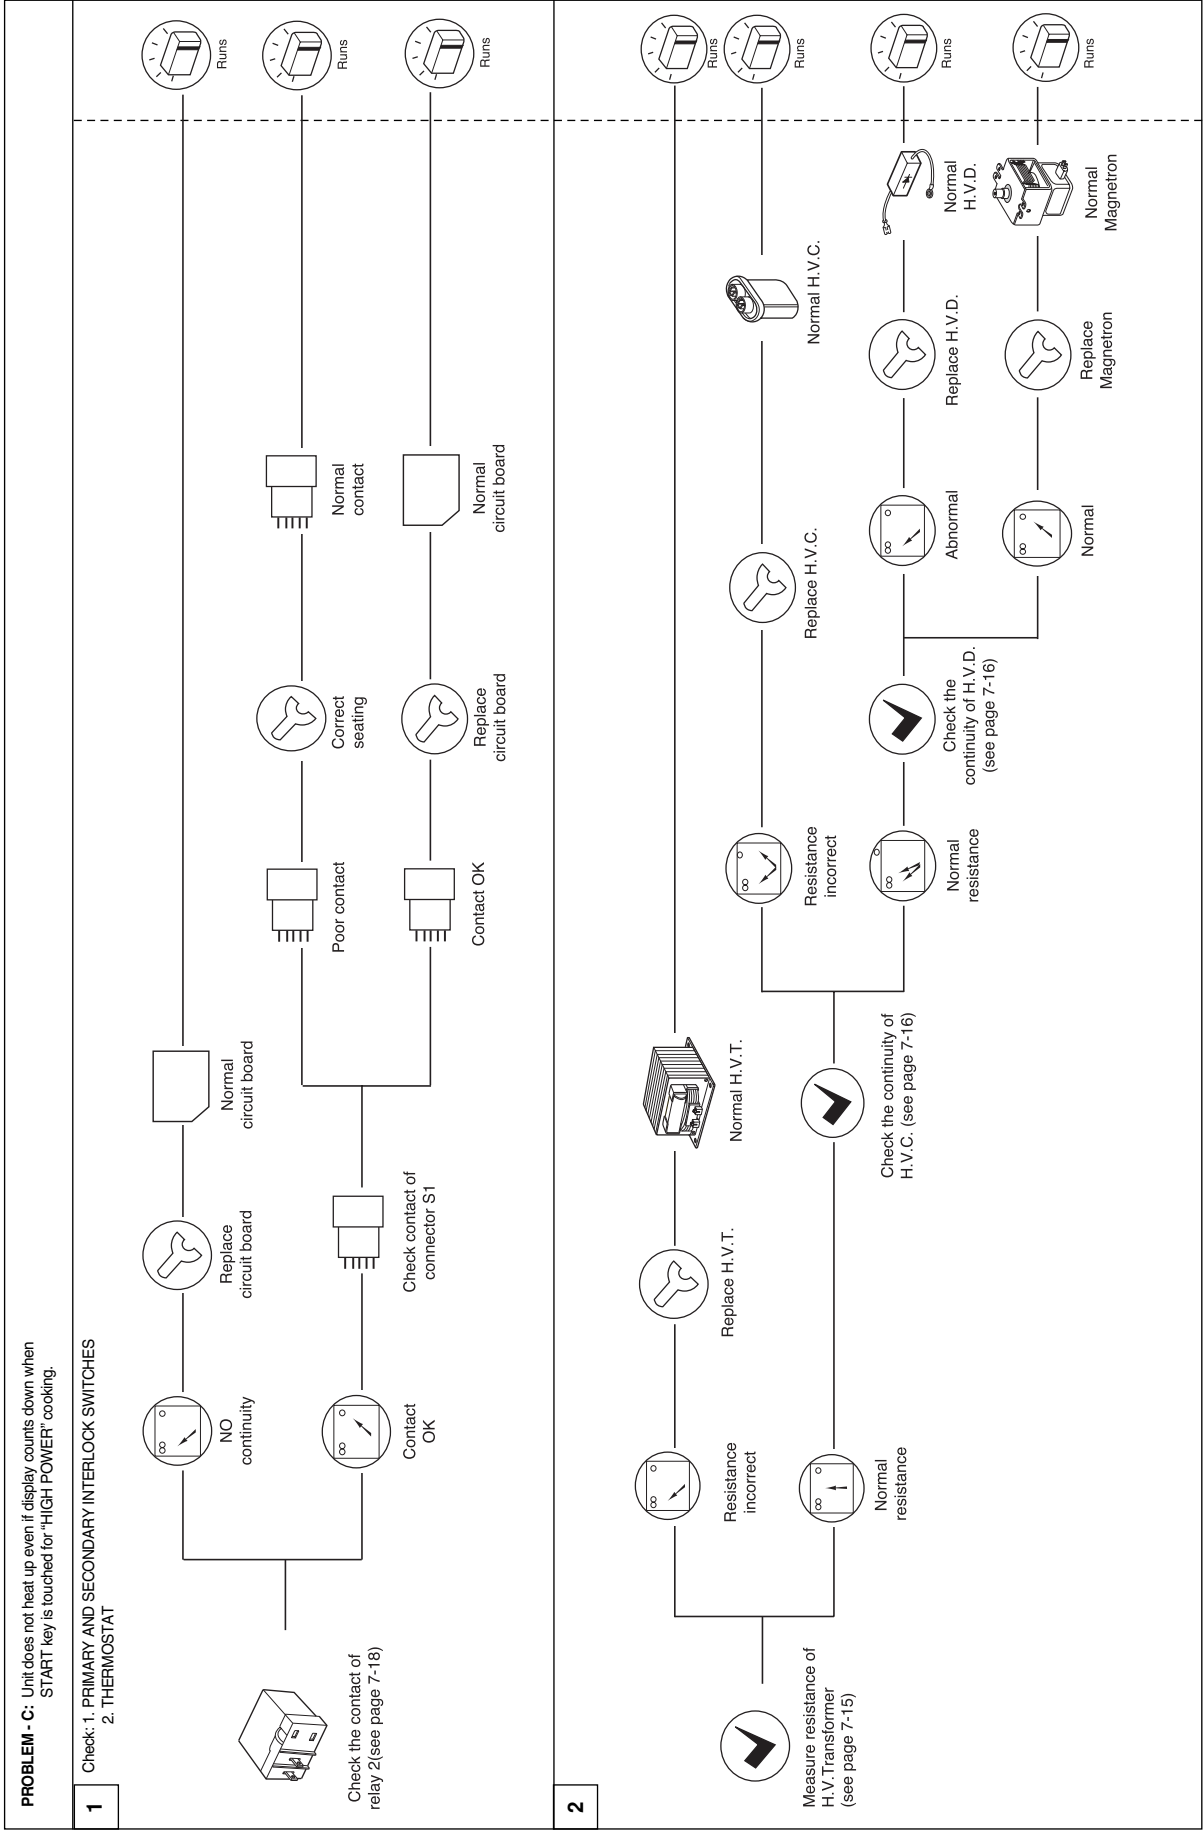 PROBLEM - C: Unit does not heat up even if display counts down when
START key is touched for "HIGH POWER" cooking.
Check: 1. PRIMARY AND SECONDARY INTERLOCK SWITCHES
2. THERMOSTAT
1
Check the contact of
relay 2(see page 7-18)
NO
continuity
Replace
circuit board
Normal
circuit board
Runs
Contact
OK
Check contact of
connector S1
Poor contact
Correct
seating
Normal
contact
Runs
Contact OK
Replace
circuit board
Normal
circuit board
Runs
2
Measure resistance of
H.V.Transformer
(see page 7-15)
Resistance
incorrect
Replace H.V.T.
Normal H.V.T.
Runs
Normal
resistance
Check the continuity of
H.V.C. (see page 7-16)
Resistance
incorrect
Replace H.V.C.
Normal H.V.C.
Runs
Normal
resistance
Check the
continuity of H.V.D.
(see page 7-16)
Abnormal
Replace H.V.D.
Normal
H.V.D.
Runs
Normal
Replace
Magnetron
Normal
Magnetron
Runs